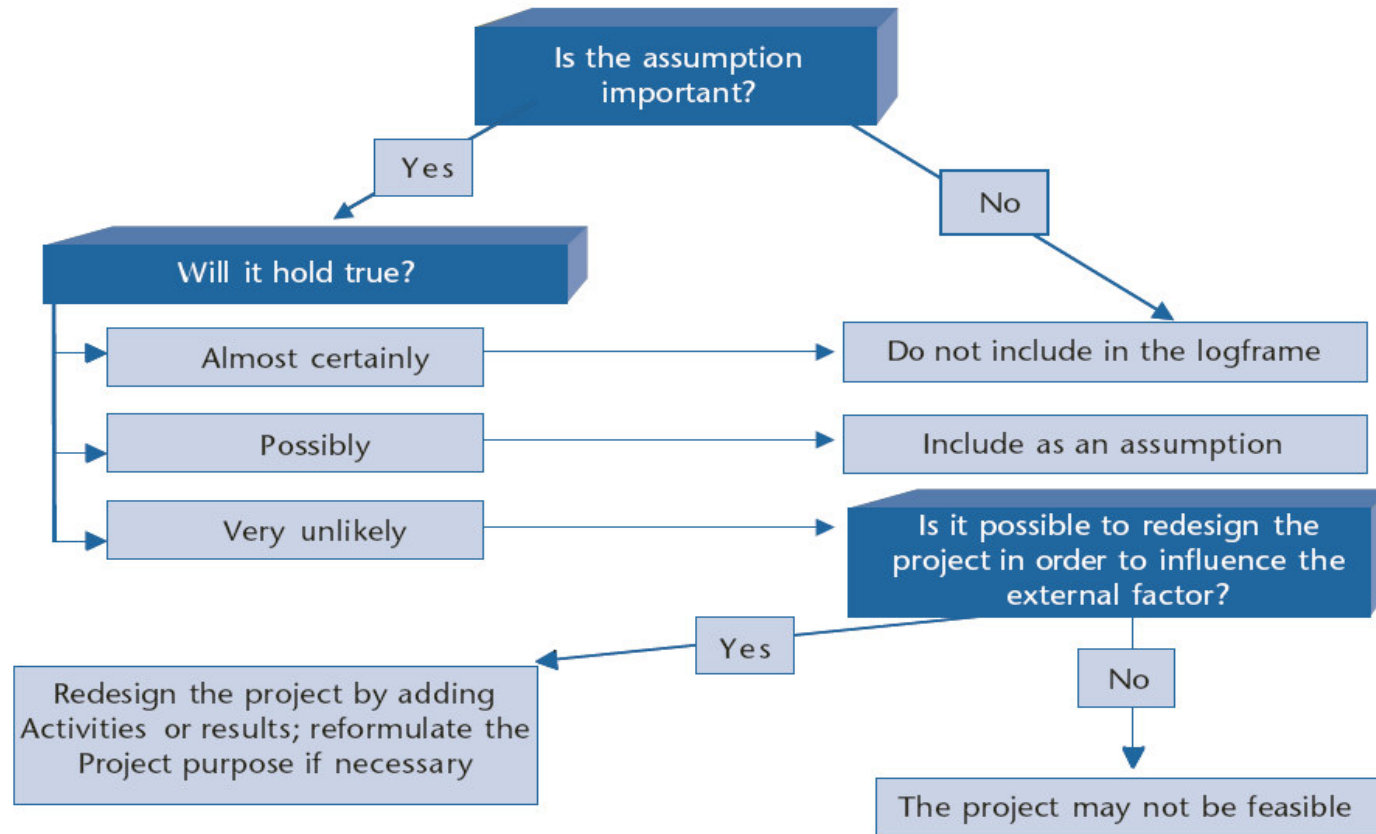 Is the assumption
important?
Yes
No
Will it hold true?
Almost certainly
Do not include in the logframe
Possibly
Include as an assumption
Very unlikely
Is it possible to redesign the
project in order to influence the
external factor?
Yes
No
Redesign the project by adding
Activities or results; reformulate the
Project purpose if necessary
The project may not be feasible